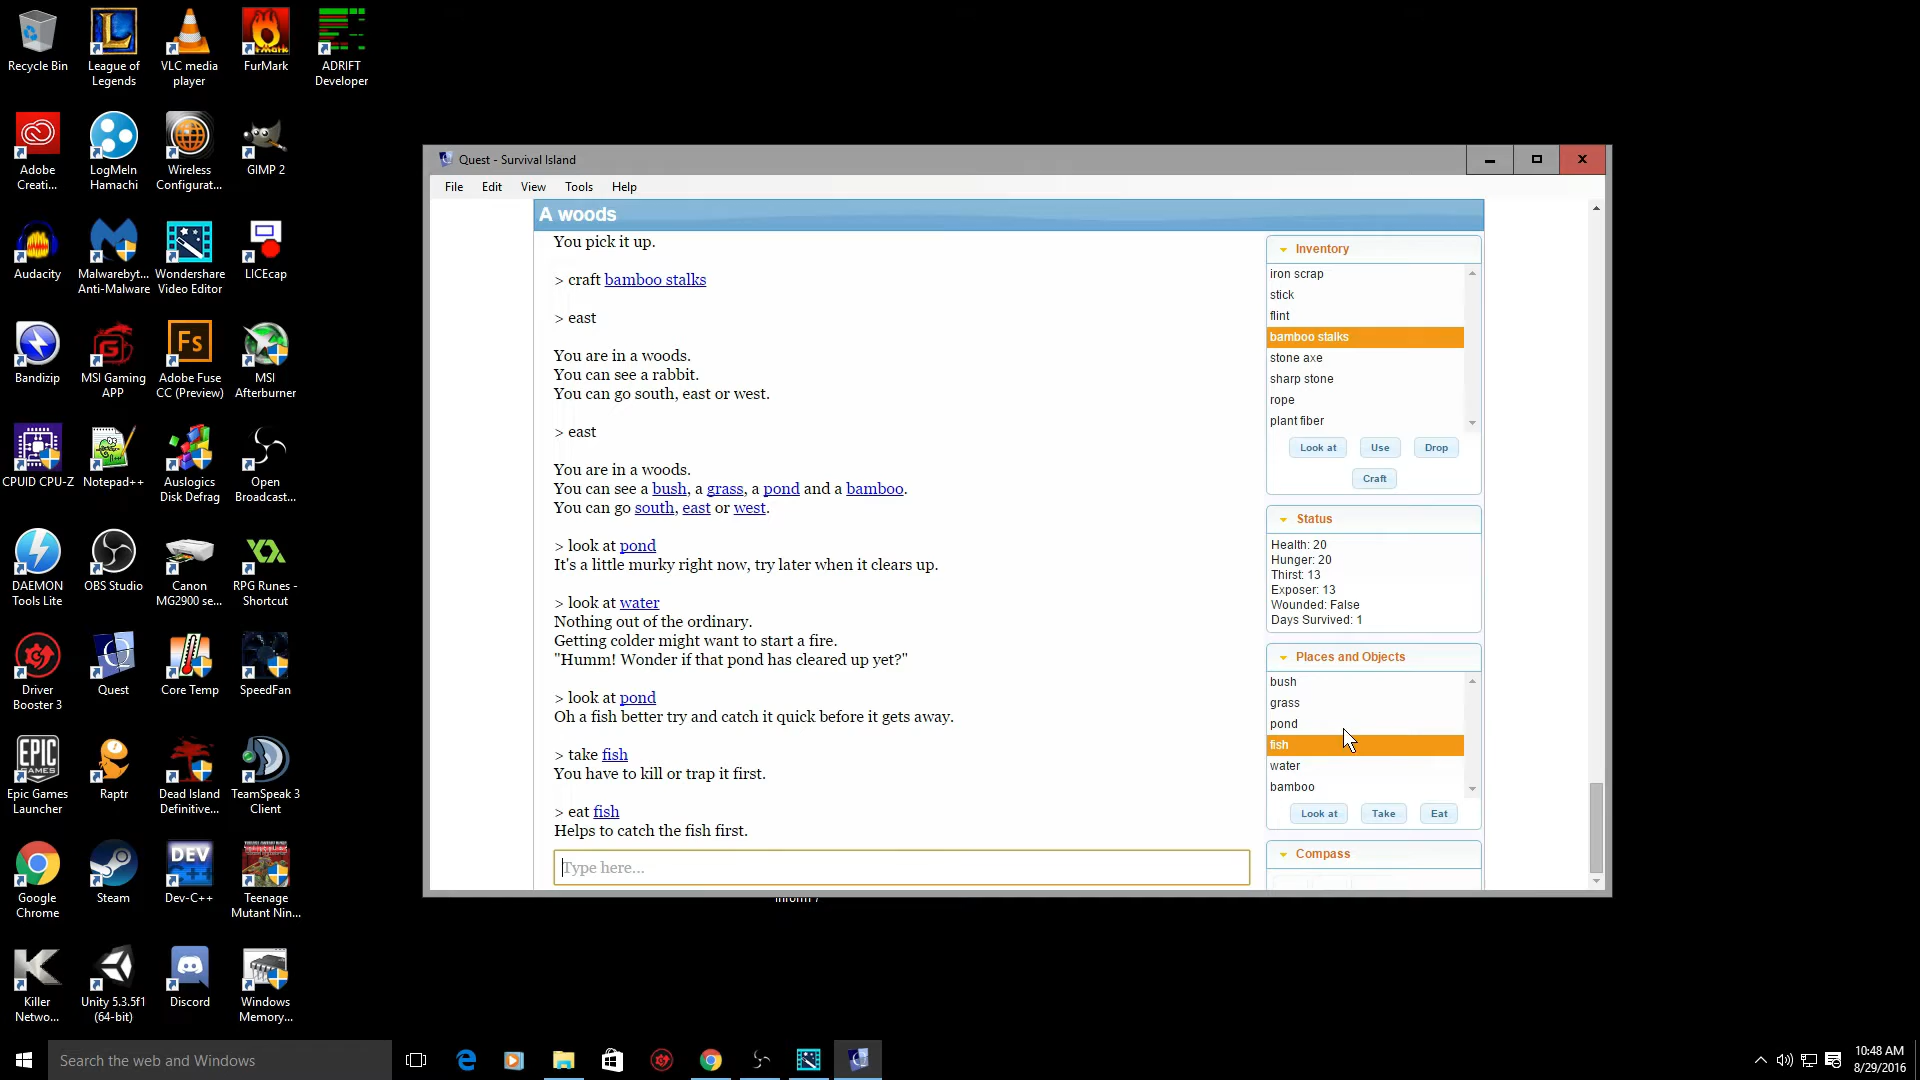 Recycle Bin
League of
Legends
VLC media
player
FurMark
ADRIFT
Developer
Adobe
Creati...
LogMeIn
Hamachi
Wireless
Configurat...
GIMP 2
Audacity
Malwarebyt...
Anti-Malware
Wondershare
Video Editor
LICEcap
Bandizip
MSI Gaming
APP
Adobe Fuse
CC (Preview)
MSI
Afterburner
CPUID CPU-Z
Notepad++
Auslogics
Disk Defrag
Open
Broadcast...
DAEMON
Tools Lite
OBS Studio
Canon
MG2900 se...
RPG Runes -
Shortcut
Driver
Booster 3
Quest
Core Temp
SpeedFan
Epic Games
Launcher
Raptr
Dead Island
Definitive...
TeamSpeak 3
Client
Google
Chrome
Steam
Dev-C++
Teenage
Mutant Nin...
Killer
Netwo...
Unity 5.3.5f1
(64-bit)
Discord
Windows
Memory...
Quest - Survival Island
File Edit View Tools Help
A woods
You pick it up.
> craft bamboo stalks
> east
You are in a woods.
You can see a rabbit.
You can go south, east or west.
> east
You are in a woods.
You can see a bush, a grass, a pond and a bamboo.
You can go south, east or west.
> look at pond
It's a little murky right now, try later when it clears up.
> look at water
Nothing out of the ordinary.
Getting colder might want to start a fire.
"Humm! Wonder if that pond has cleared up yet?"
> look at pond
Oh a fish better try and catch it quick before it gets away.
> take fish
You have to kill or trap it first.
> eat fish
Helps to catch the fish first.
Type here...
Inventory
iron scrap
stick
flint
bamboo stalks
stone axe
sharp stone
rope
plant fiber
Look at Use Drop
Craft
Status
Health: 20
Hunger: 20
Thirst: 13
Exposer: 13
Wounded: False
Days Survived: 1
Places and Objects
bush
grass
pond
fish
water
bamboo
Look at Take Eat
Compass
Inform 7
Search the web and Windows
10:48 AM
8/29/2016